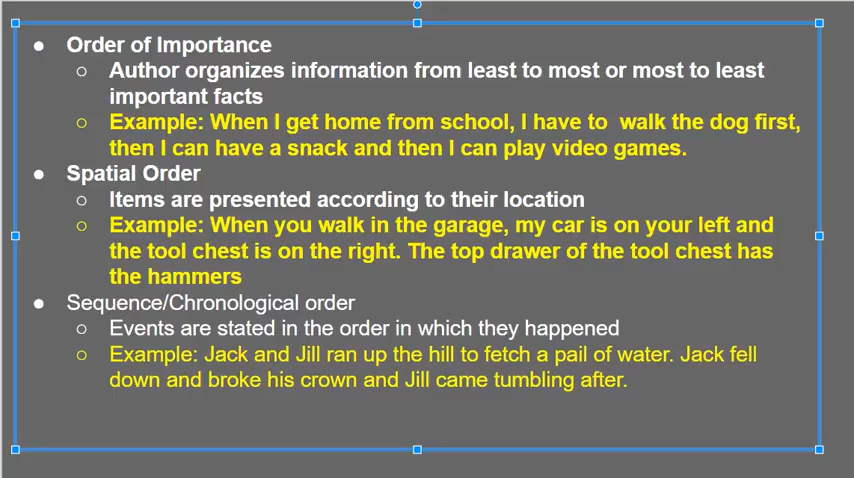 ● Order of Importance
○ Author organizes information from least to most or most to least
important facts
○ Example: When I get home from school, I have to  walk the dog first,
then I can have a snack and then I can play video games.
● Spatial Order
○ Items are presented according to their location
○ Example: When you walk in the garage, my car is on your left and
the tool chest is on the right. The top drawer of the tool chest has
the hammers
● Sequence/Chronological order
○ Events are stated in the order in which they happened
○ Example: Jack and Jill ran up the hill to fetch a pail of water. Jack fell
down and broke his crown and Jill came tumbling after.